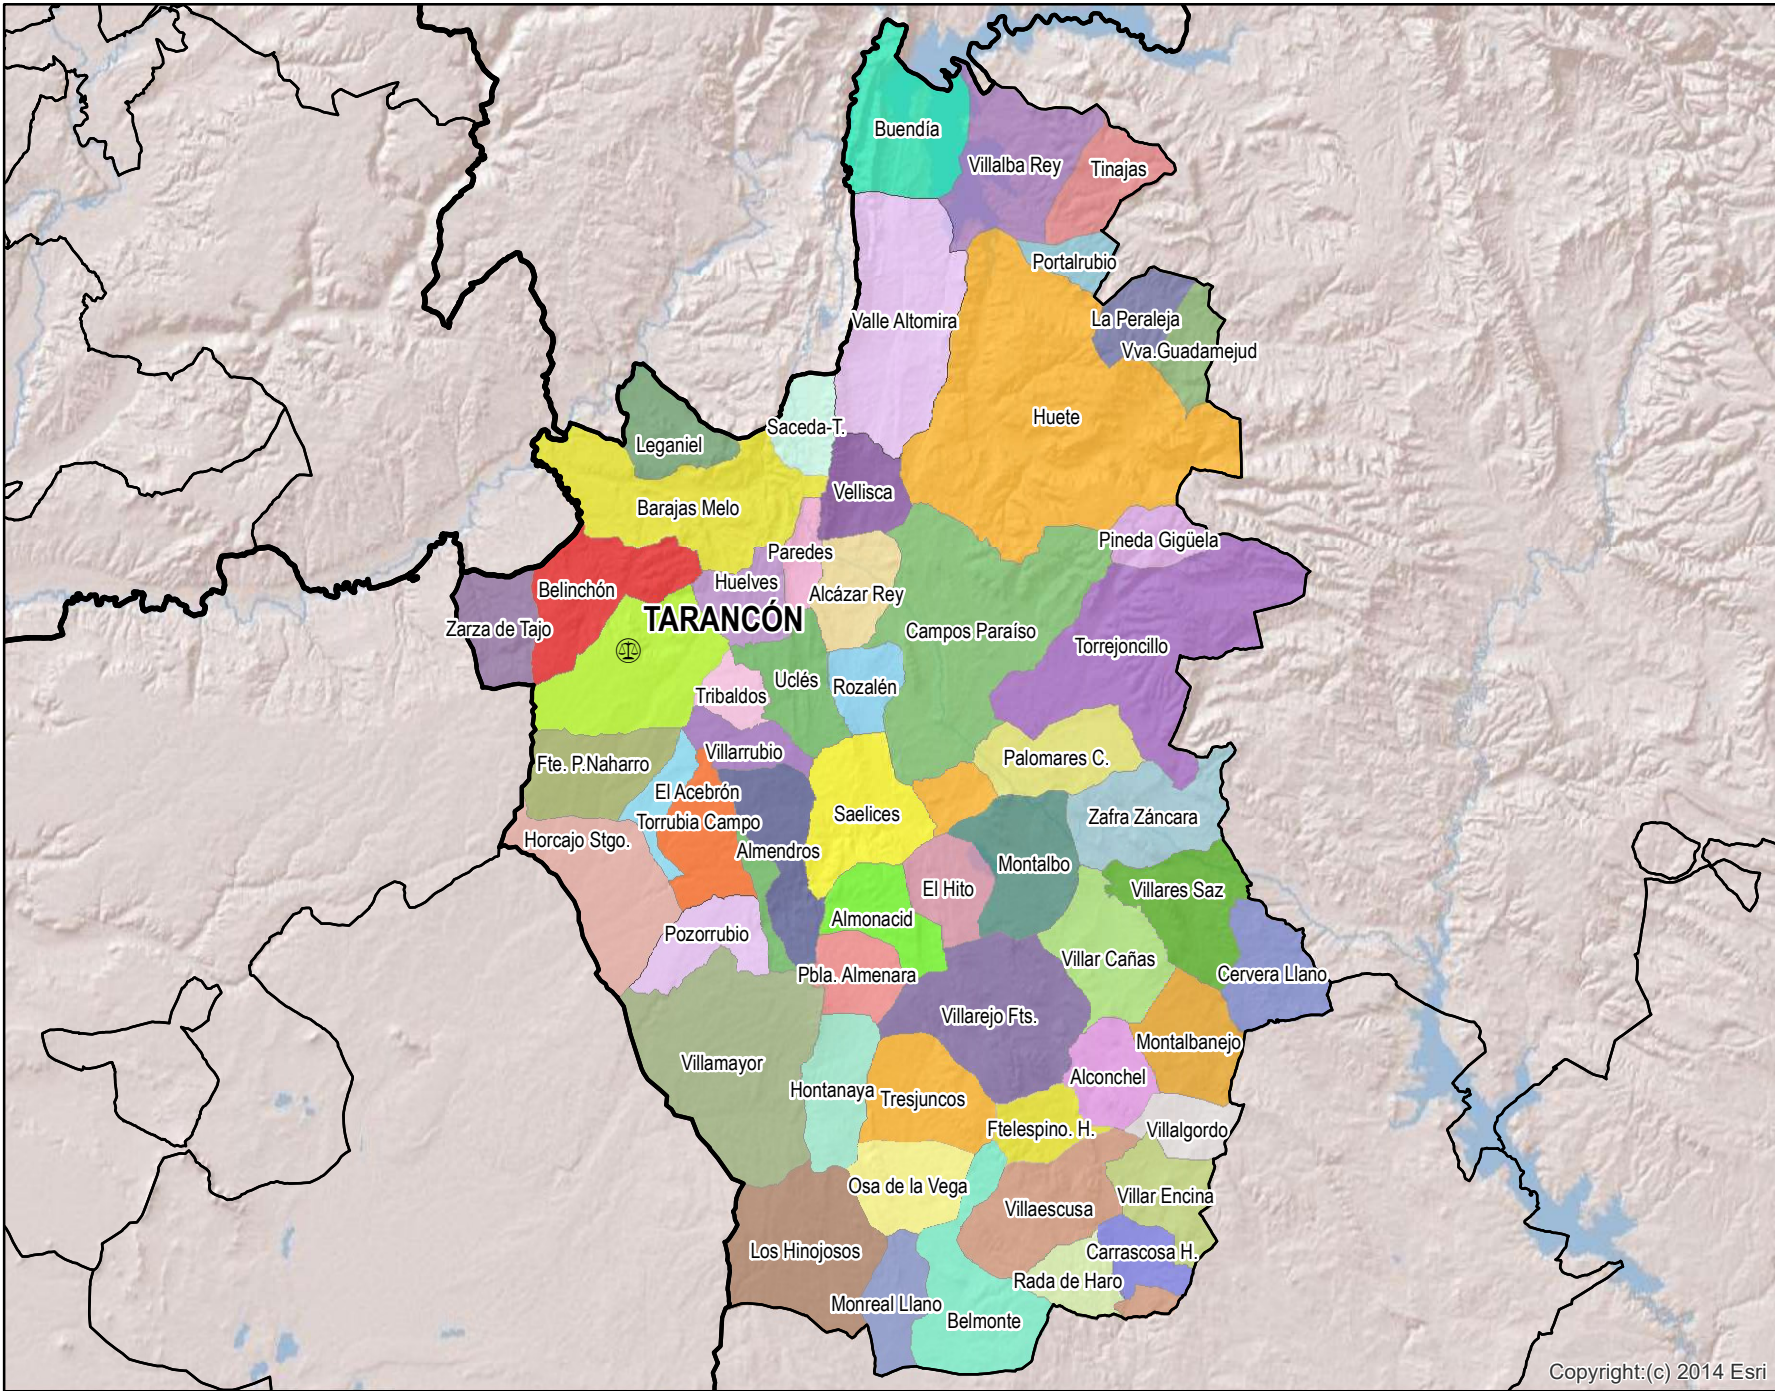 Buendía
Villalba Rey
Tinajas
Portalrubio
Valle Altomira
La Peraleja
Vva.Guadamejud
Huete
Saceda-T.
Leganiel
Vellisca
Barajas Melo
Pineda Gigüela
Paredes
Huelves
Belinchón
Alcázar Rey
TARANCÓN
Zarza de Tajo
Campos Paraíso
Torrejoncillo
Uclés
Rozalén
Tribaldos
Villarrubio
Fte. P.Naharro
Palomares C.
El Acebrón
Saelices
Zafra Záncara
Torrubia Campo
Horcajo Stgo.
Almendros
Montalbo
El Hito
Villares Saz
Almonacid
Pozorrubio
Villar Cañas
Pbla. Almenara
Cervera Llano
Villarejo Fts.
Montalbanejo
Villamayor
Alconchel
Hontanaya
Tresjuncos
Ftelespino. H.
Villalgordo
Osa de la Vega
Villar Encina
Villaescusa
Los Hinojosos
Carrascosa H.
Rada de Haro
Monreal Llano
Belmonte
Copyright:(c) 2014 Esri